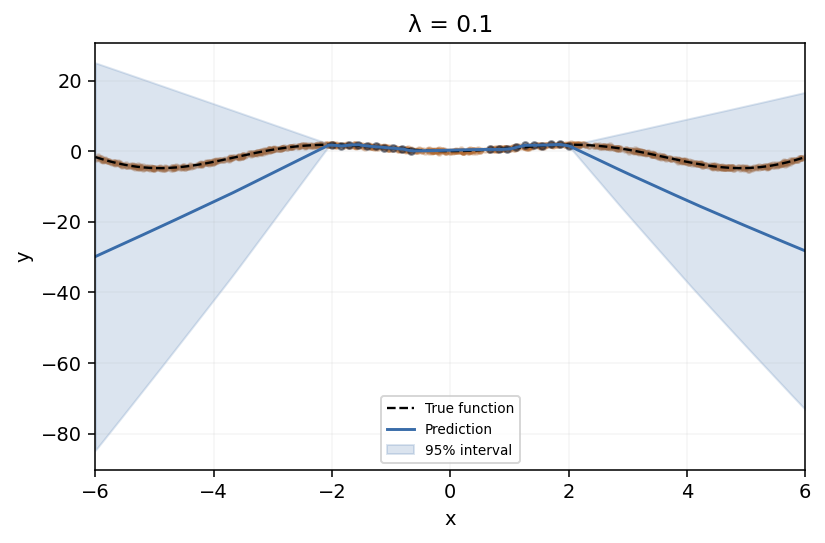 λ = 0.1
20
0
−20
−40
−60
−80
y
True function
Prediction
95% interval
−6
−4
−2
0
2
4
6
x